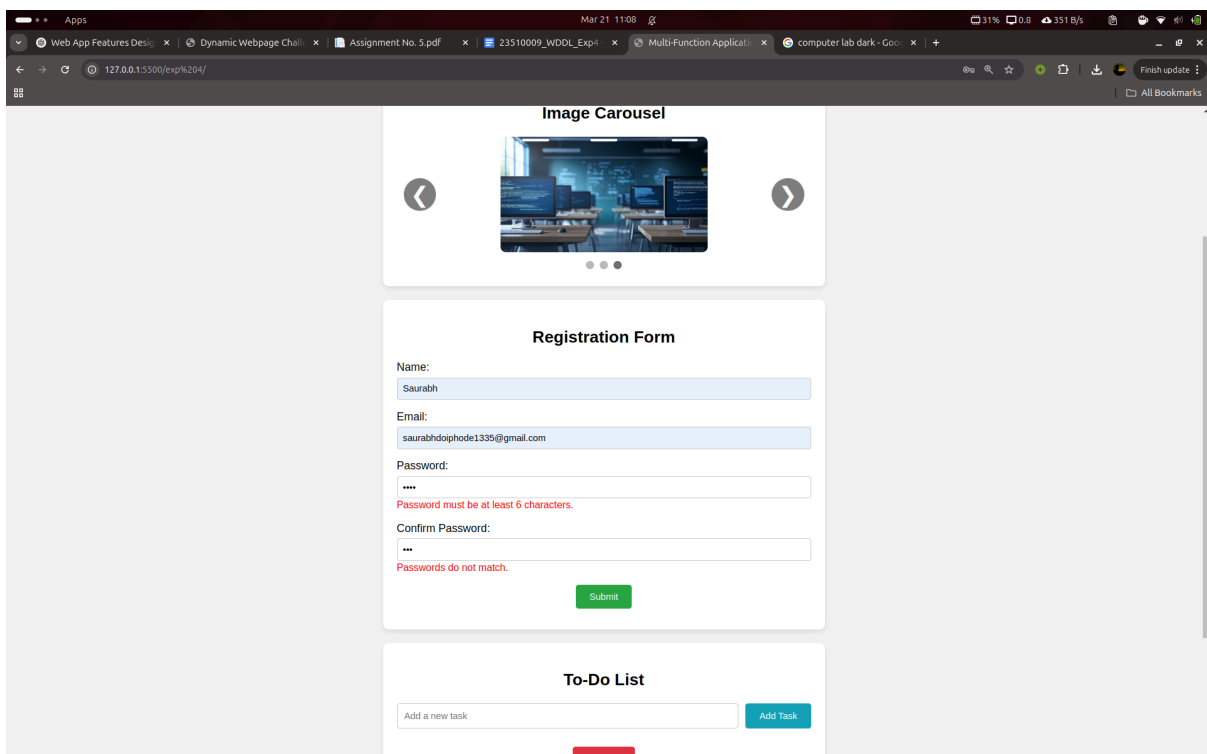 Apps
Mar 21 11:08
31% 0.8 351 B/s
Web App Features Desig
Dynamic Webpage Chall
Assignment No. 5.pdf
23510009_WDDL_Exp4
Multi-Function Applicati
computer lab dark - Goo
127.0.0.1:5500/exp%204/
Finish update
All Bookmarks
Image Carousel
Registration Form
Name:
Saurabh
Email:
saurabhdoiphode1335@gmail.com
Password:
••••
Password must be at least 6 characters.
Confirm Password:
•••
Passwords do not match.
Submit
To-Do List
Add a new task
Add Task